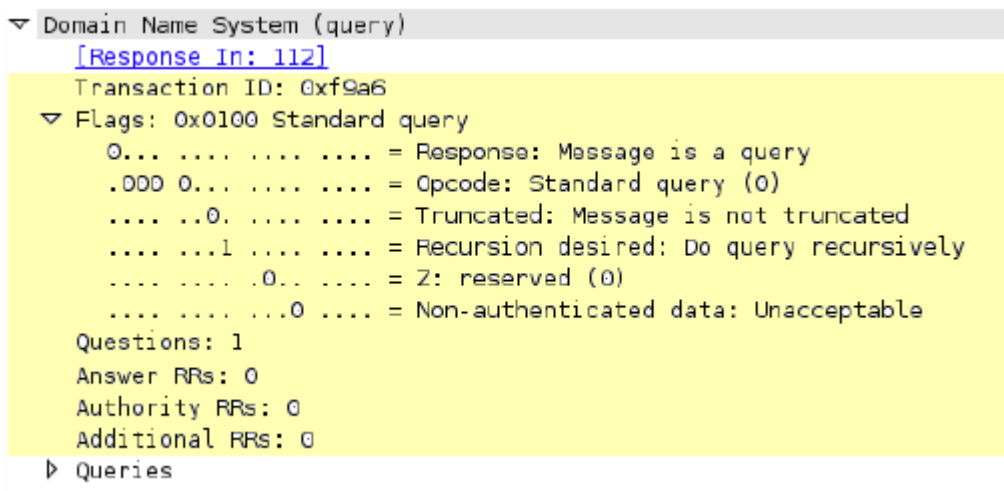 Domain Name System (query)
[Response In: 112]
Transaction ID: 0xf9a6
Flags: 0x0100 Standard query
0... .... .... .... = Response: Message is a query
.000 0... .... .... = Opcode: Standard query (0)
.... ..0. .... .... = Truncated: Message is not truncated
.... ...1 .... .... = Recursion desired: Do query recursively
.... .... .0.. .... = Z: reserved (0)
.... .... ...0 .... = Non-authenticated data: Unacceptable
Questions: 1
Answer RRs: 0
Authority RRs: 0
Additional RRs: 0
Queries